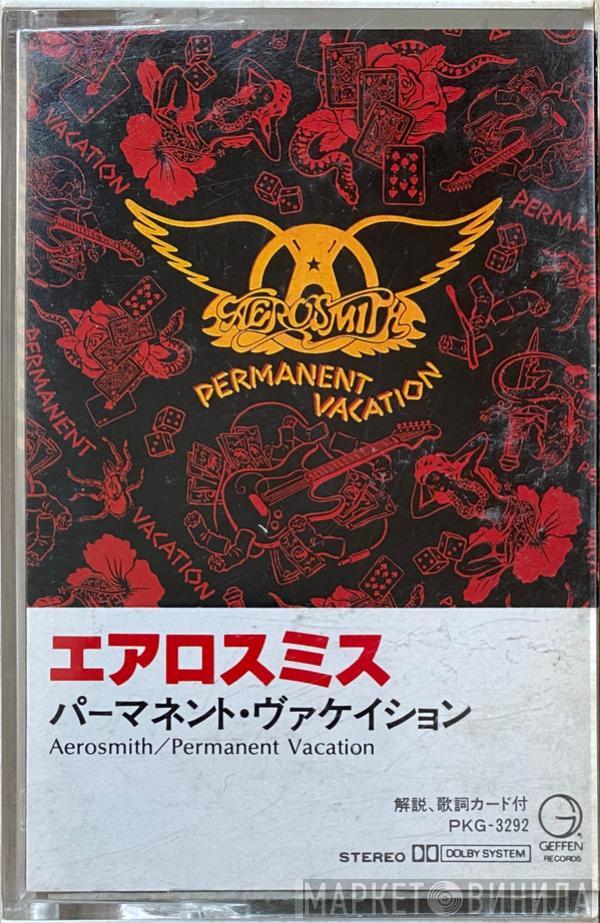 VACATION
PERMA
AEROSMITH
PERMANENT
VACATION
PERMANENT
VACATION
エアロスミス
パーマネント・ヴァケイション
Aerosmith/Permanent Vacation
解説、歌詞カード付
PKG-3292
STEREO DOLBY SYSTEM
GEFFEN
RECORDS
МАРКЕТ ВИНИЛА